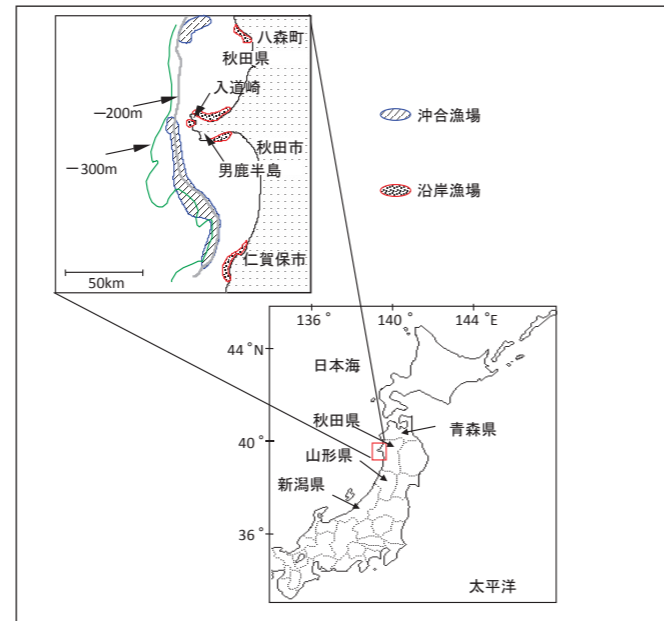 八森町
秋田県
入道崎
－200m
秋田市
－300m
男鹿半島
仁賀保市
50km
沖合漁場
沿岸漁場
136°
140°
144°E
44°N
日本海
秋田県
青森県
40°
山形県
新潟県
36°
太平洋